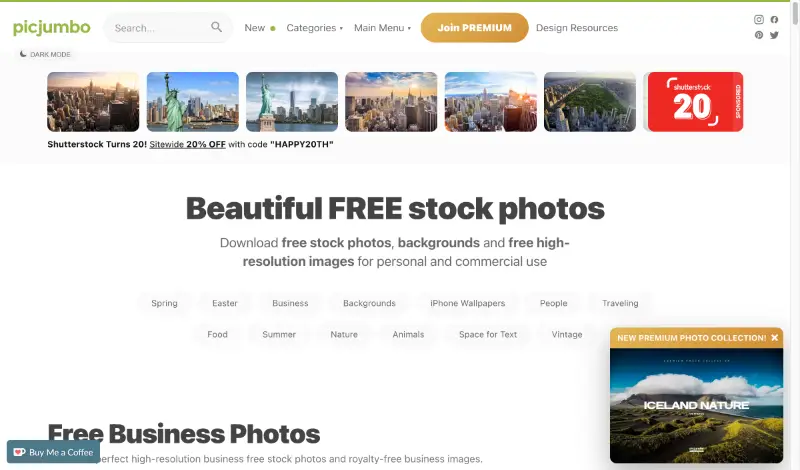 picjumbo
Search...
New
Categories
Main Menu
Join PREMIUM
Design Resources
DARK MODE
shutterstock
20
SPONSORED
Shutterstock Turns 20! Sitewide 20% OFF with code "HAPPY20TH"
Beautiful FREE stock photos
Download free stock photos, backgrounds and free high-
resolution images for personal and commercial use
Spring
Easter
Business
Backgrounds
iPhone Wallpapers
People
Traveling
Food
Summer
Nature
Animals
Space for Text
Vintage
NEW PREMIUM PHOTO COLLECTION!
PREMIUM PHOTO COLLECTION
ICELAND NATURE
Free Business Photos
perfect high-resolution business free stock photos and royalty-free business images.
Buy Me a Coffee